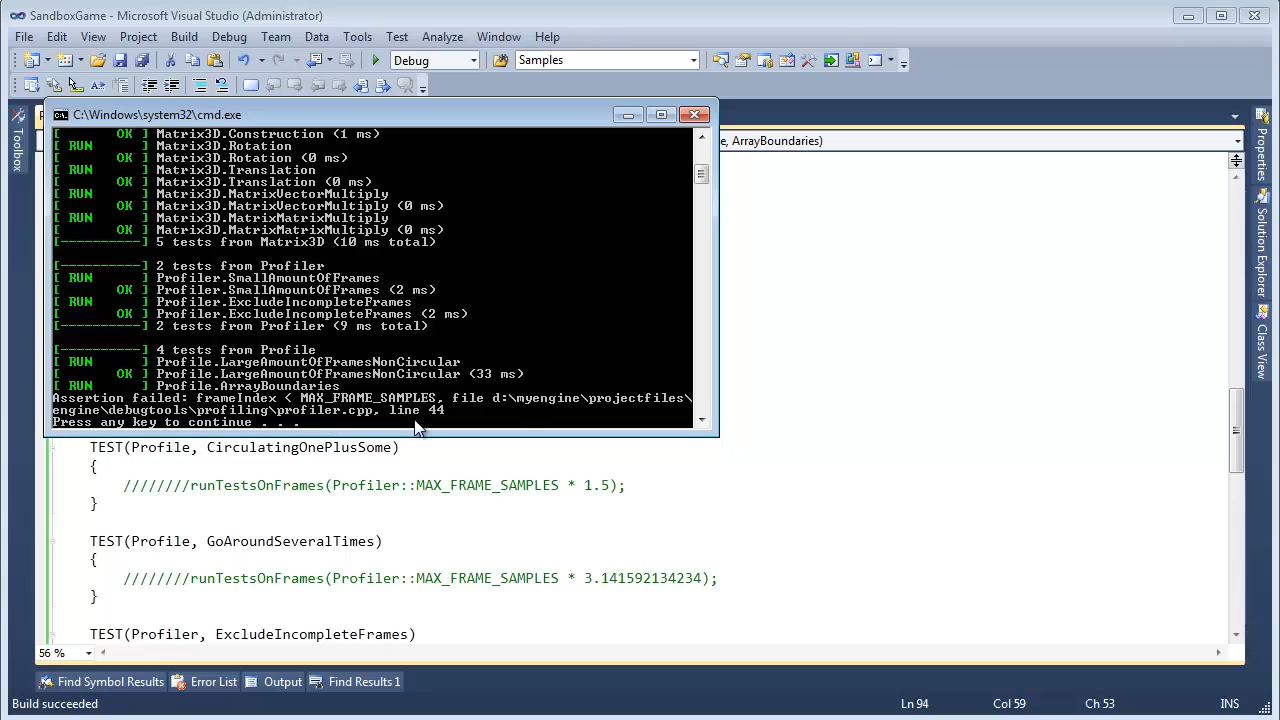 SandboxGame - Microsoft Visual Studio (Administrator)
File Edit View Project Build Debug Team Data Tools Test Analyze Window Help
Debug Samples
C:\Windows\system32\cmd.exe
e, ArrayBoundaries)
Toolbox
Properties
Solution Explorer
Class View
[       OK ] Matrix3D.Construction (1 ms)
[ RUN      ] Matrix3D.Rotation
[       OK ] Matrix3D.Rotation (0 ms)
[ RUN      ] Matrix3D.Translation
[       OK ] Matrix3D.Translation (0 ms)
[ RUN      ] Matrix3D.MatrixVectorMultiply
[       OK ] Matrix3D.MatrixVectorMultiply (0 ms)
[ RUN      ] Matrix3D.MatrixMatrixMultiply
[       OK ] Matrix3D.MatrixMatrixMultiply (0 ms)
[----------] 5 tests from Matrix3D (10 ms total)
[----------] 2 tests from Profiler
[ RUN      ] Profiler.SmallAmountOfFrames
[       OK ] Profiler.SmallAmountOfFrames (2 ms)
[ RUN      ] Profiler.ExcludeIncompleteFrames
[       OK ] Profiler.ExcludeIncompleteFrames (2 ms)
[----------] 2 tests from Profiler (9 ms total)
[----------] 4 tests from Profile
[ RUN      ] Profile.LargeAmountOfFramesNonCircular
[       OK ] Profile.LargeAmountOfFramesNonCircular (33 ms)
[ RUN      ] Profile.ArrayBoundaries
Assertion failed: frameIndex < MAX_FRAME_SAMPLES, file d:\myengine\projectfiles\
engine\debugtools\profiling\profiler.cpp, line 44
Press any key to continue . . .
TEST(Profile, CirculatingOnePlusSome)
{
////////runTestsOnFrames(Profiler::MAX_FRAME_SAMPLES * 1.5);
}
TEST(Profile, GoAroundSeveralTimes)
{
////////runTestsOnFrames(Profiler::MAX_FRAME_SAMPLES * 3.141592134234);
}
TEST(Profiler, ExcludeIncompleteFrames)
56 %
Find Symbol Results Error List Output Find Results 1
Build succeeded Ln 94 Col 59 Ch 53 INS